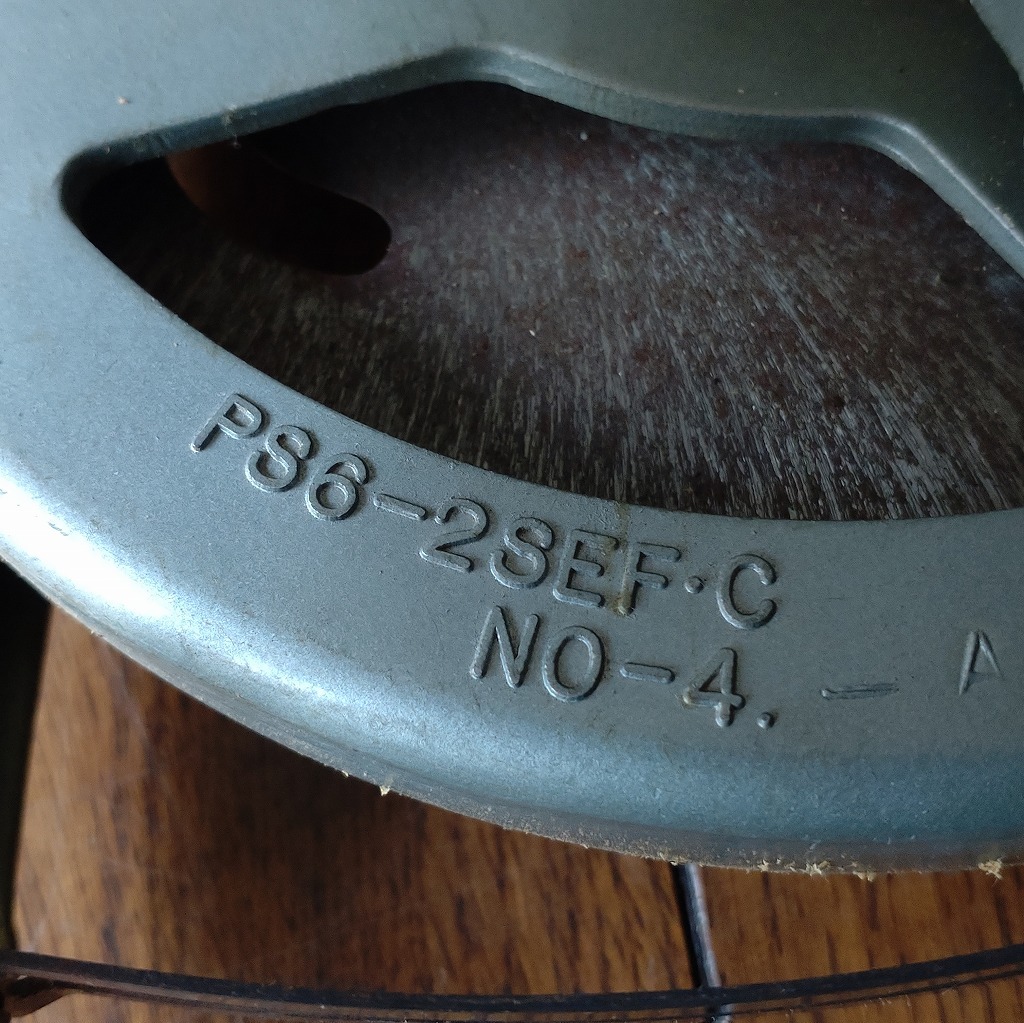 PS6-2SEF·C
NO-4. — A